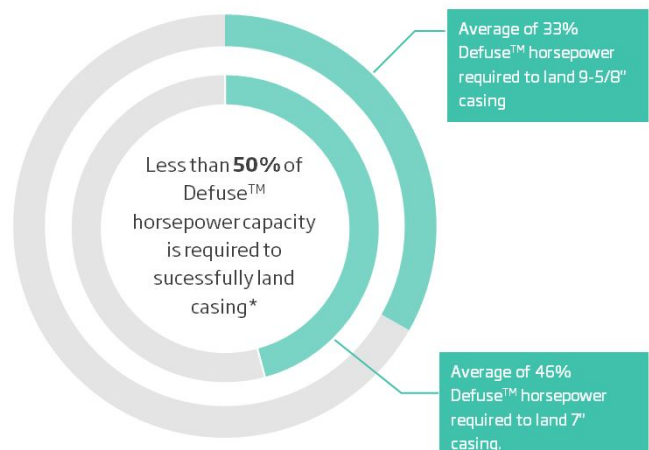 Average of 33%
Defuse™ horsepower
required to land 9-5/8"
casing
Less than 50% of
Defuse™
horsepower capacity
is required to
sucessfully land
casing*
Average of 46%
Defuse™ horsepower
required to land 7"
casing.